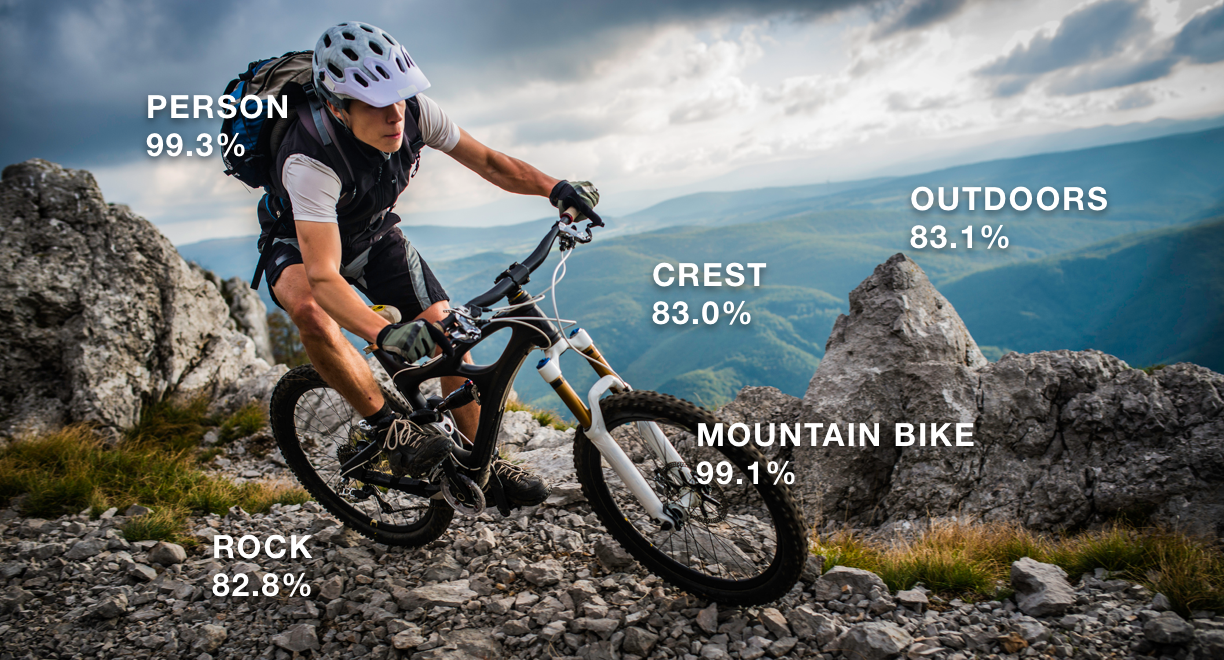 PERSON
99.3%
OUTDOORS
83.1%
CREST
83.0%
MOUNTAIN BIKE
99.1%
ROCK
82.8%